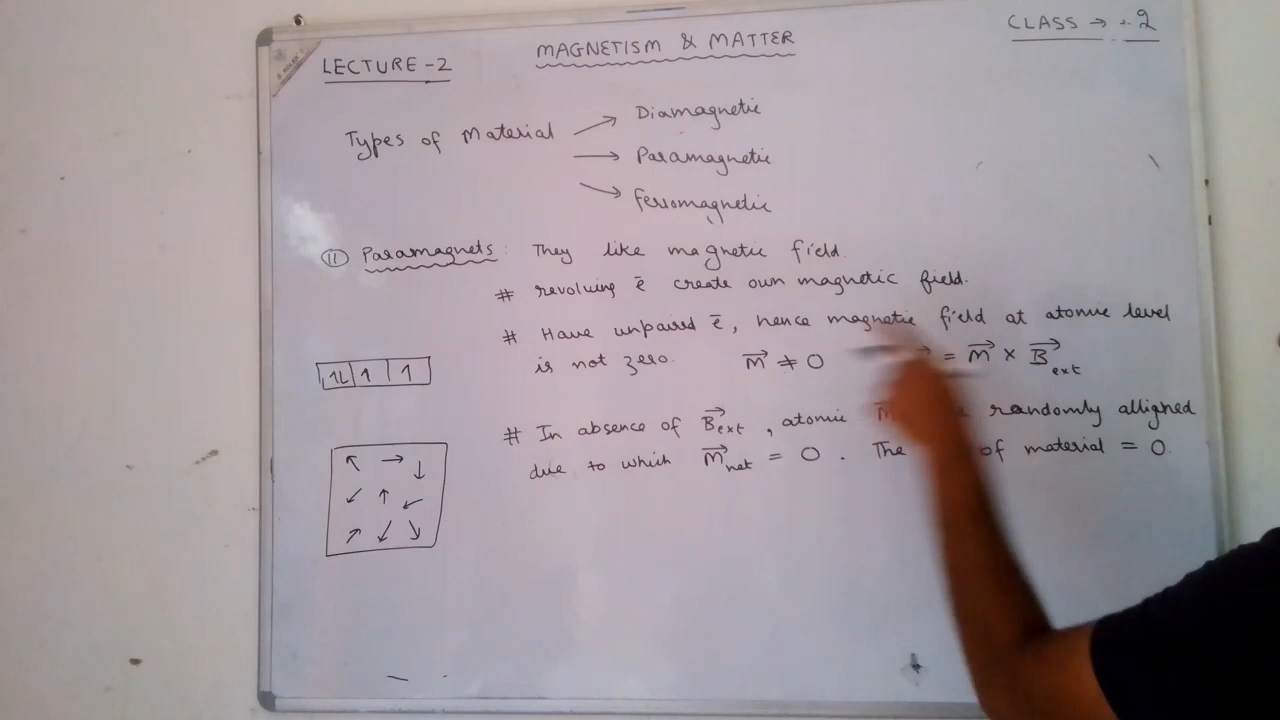 CLASS → 2
MAGNETISM & MATTER
LECTURE -2
Types of Material
Diamagnetic
Paramagnetic
Ferromagnetic
II Paramagnets: They like magnetic field.
# revolving ē create own magnetic field.
# Have unpaired ē, hence magnetic field at atomic level
is not zero. M⃗ ≠ 0 = M⃗ × B⃗ext
# In absence of B⃗ext, atomic randomly alligned
due to which M⃗net = 0. The of material = 0.